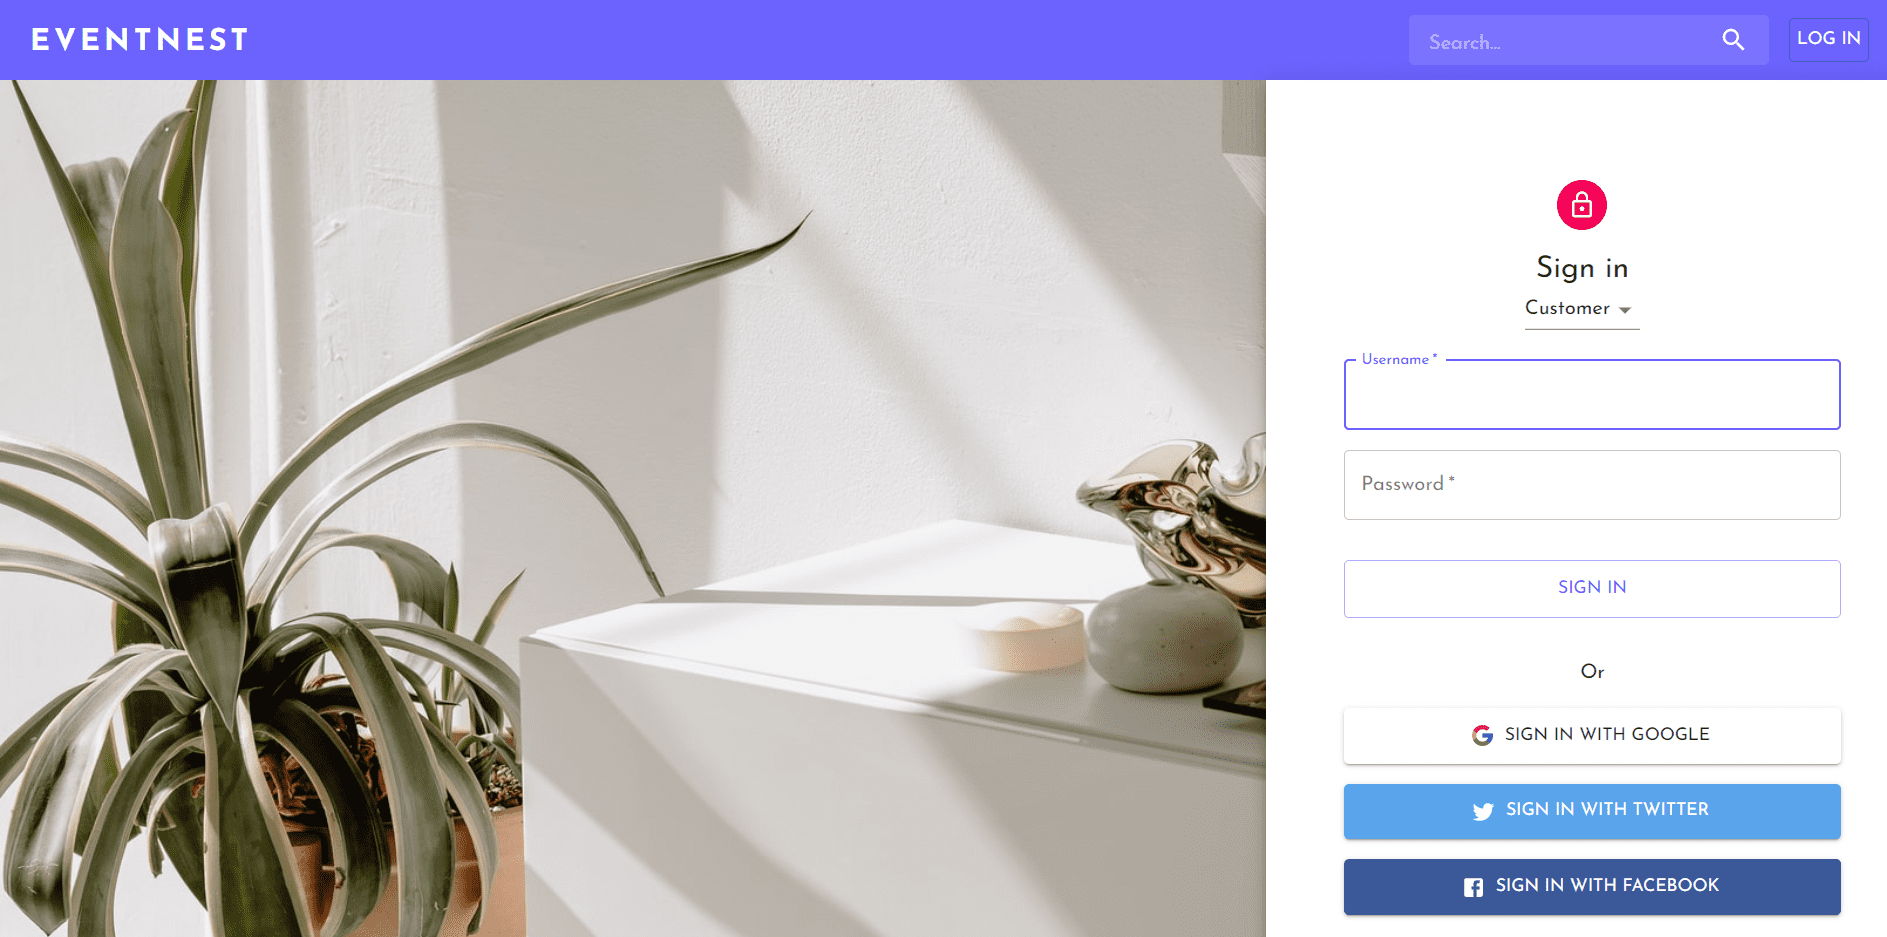 EVENTNEST
Search...
LOG IN
Sign in
Customer
Username *
Password *
SIGN IN
Or
SIGN IN WITH GOOGLE
SIGN IN WITH TWITTER
SIGN IN WITH FACEBOOK